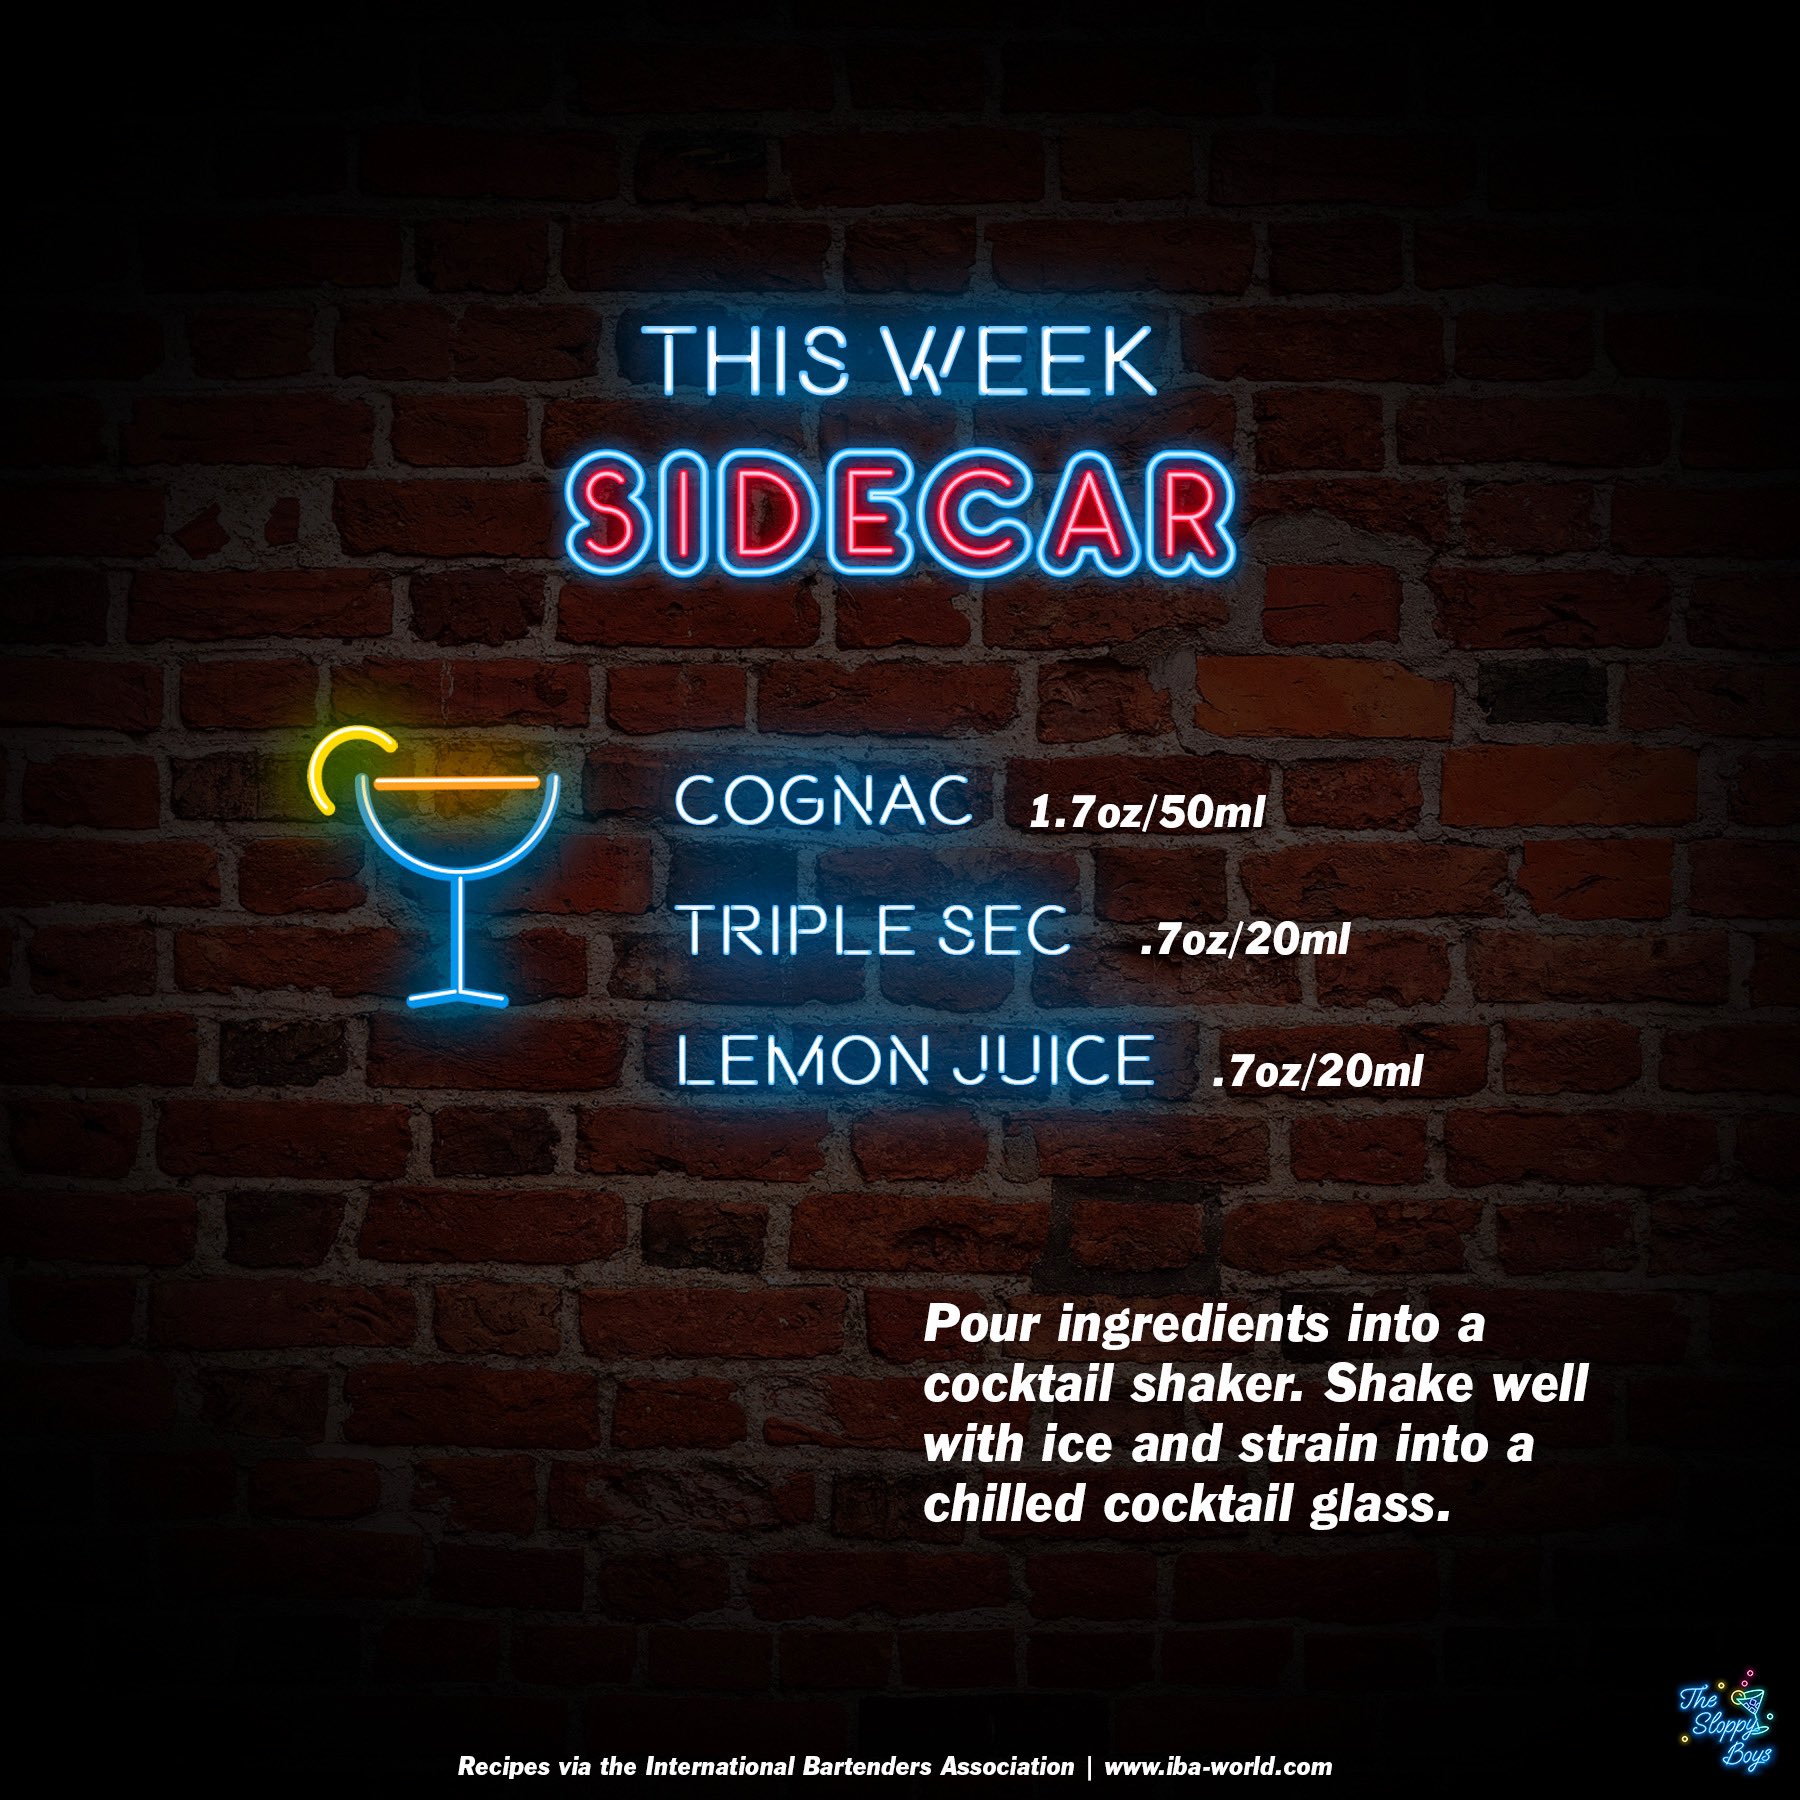 THIS WEEK
SIDECAR
COGNAC 1.7oz/50ml
TRIPLE SEC .7oz/20ml
LEMON JUICE .7oz/20ml
Pour ingredients into a
cocktail shaker. Shake well
with ice and strain into a
chilled cocktail glass.
The
Sloppy
Boys
Recipes via the International Bartenders Association | www.iba-world.com